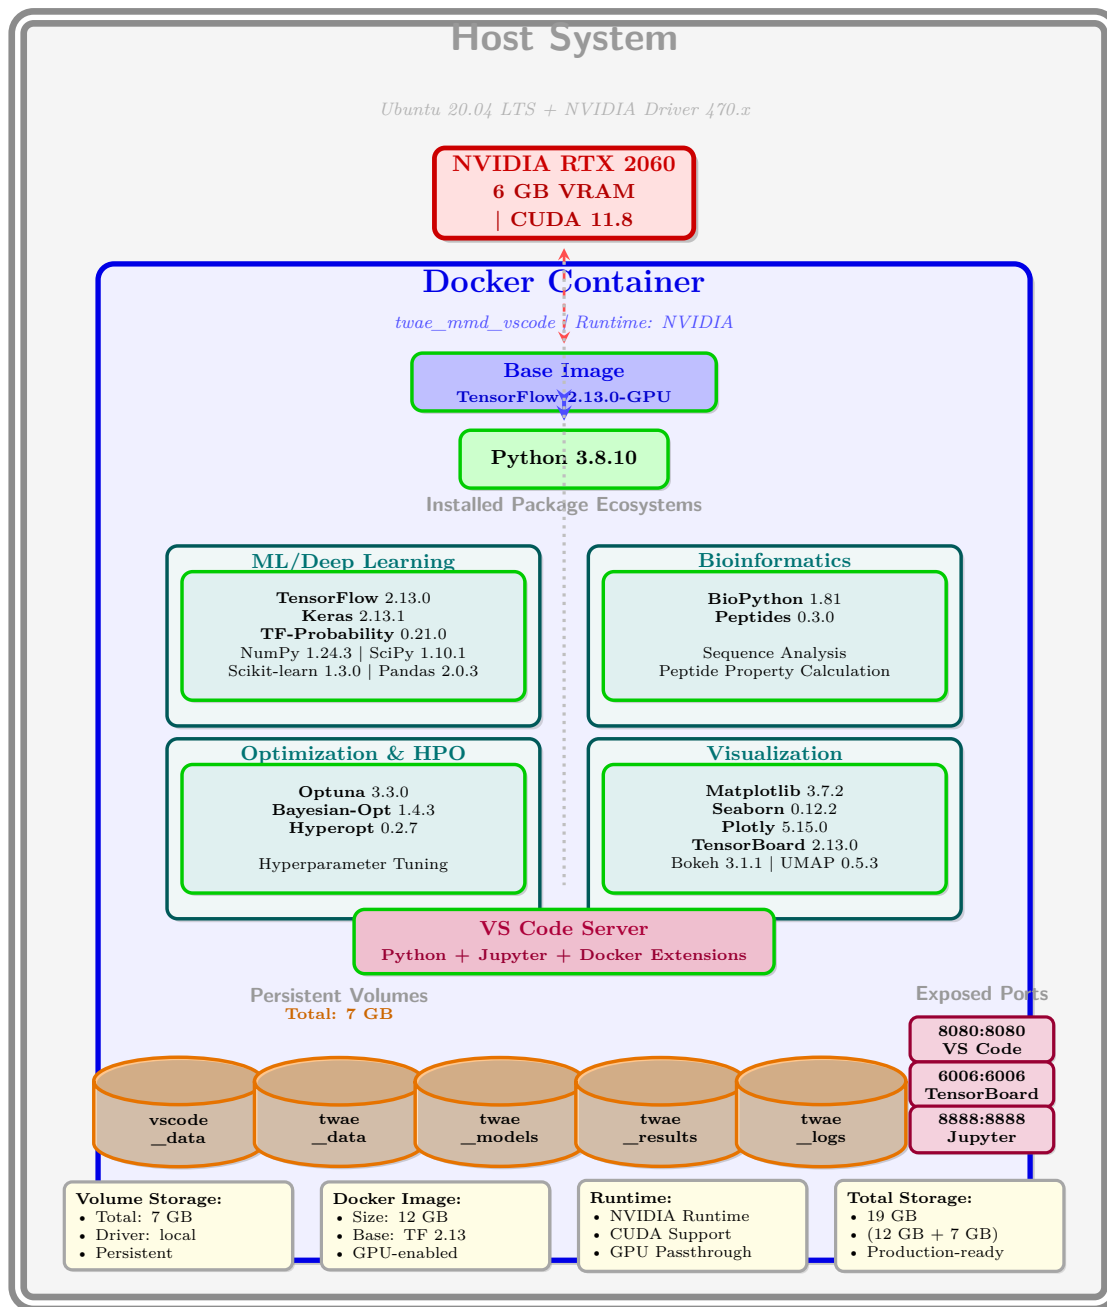 Host System
Ubuntu 20.04 LTS + NVIDIA Driver 470.x
NVIDIA RTX 2060
6 GB VRAM
| CUDA 11.8
Docker Container
twae_mmd_vscode | Runtime: NVIDIA
Base Image
TensorFlow 2.13.0-GPU
Python 3.8.10
Installed Package Ecosystems
ML/Deep Learning
TensorFlow 2.13.0
Keras 2.13.1
TF-Probability 0.21.0
NumPy 1.24.3 | SciPy 1.10.1
Scikit-learn 1.3.0 | Pandas 2.0.3
Bioinformatics
BioPython 1.81
Peptides 0.3.0
Sequence Analysis
Peptide Property Calculation
Optimization & HPO
Optuna 3.3.0
Bayesian-Opt 1.4.3
Hyperopt 0.2.7
Hyperparameter Tuning
Visualization
Matplotlib 3.7.2
Seaborn 0.12.2
Plotly 5.15.0
TensorBoard 2.13.0
Bokeh 3.1.1 | UMAP 0.5.3
VS Code Server
Python + Jupyter + Docker Extensions
Persistent Volumes
Total: 7 GB
vscode
_data
twae
_data
twae
_models
twae
_results
twae
_logs
Exposed Ports
8080:8080
VS Code
6006:6006
TensorBoard
8888:8888
Jupyter
Volume Storage:
• Total: 7 GB
• Driver: local
• Persistent
Docker Image:
• Size: 12 GB
• Base: TF 2.13
• GPU-enabled
Runtime:
• NVIDIA Runtime
• CUDA Support
• GPU Passthrough
Total Storage:
• 19 GB
• (12 GB + 7 GB)
• Production-ready